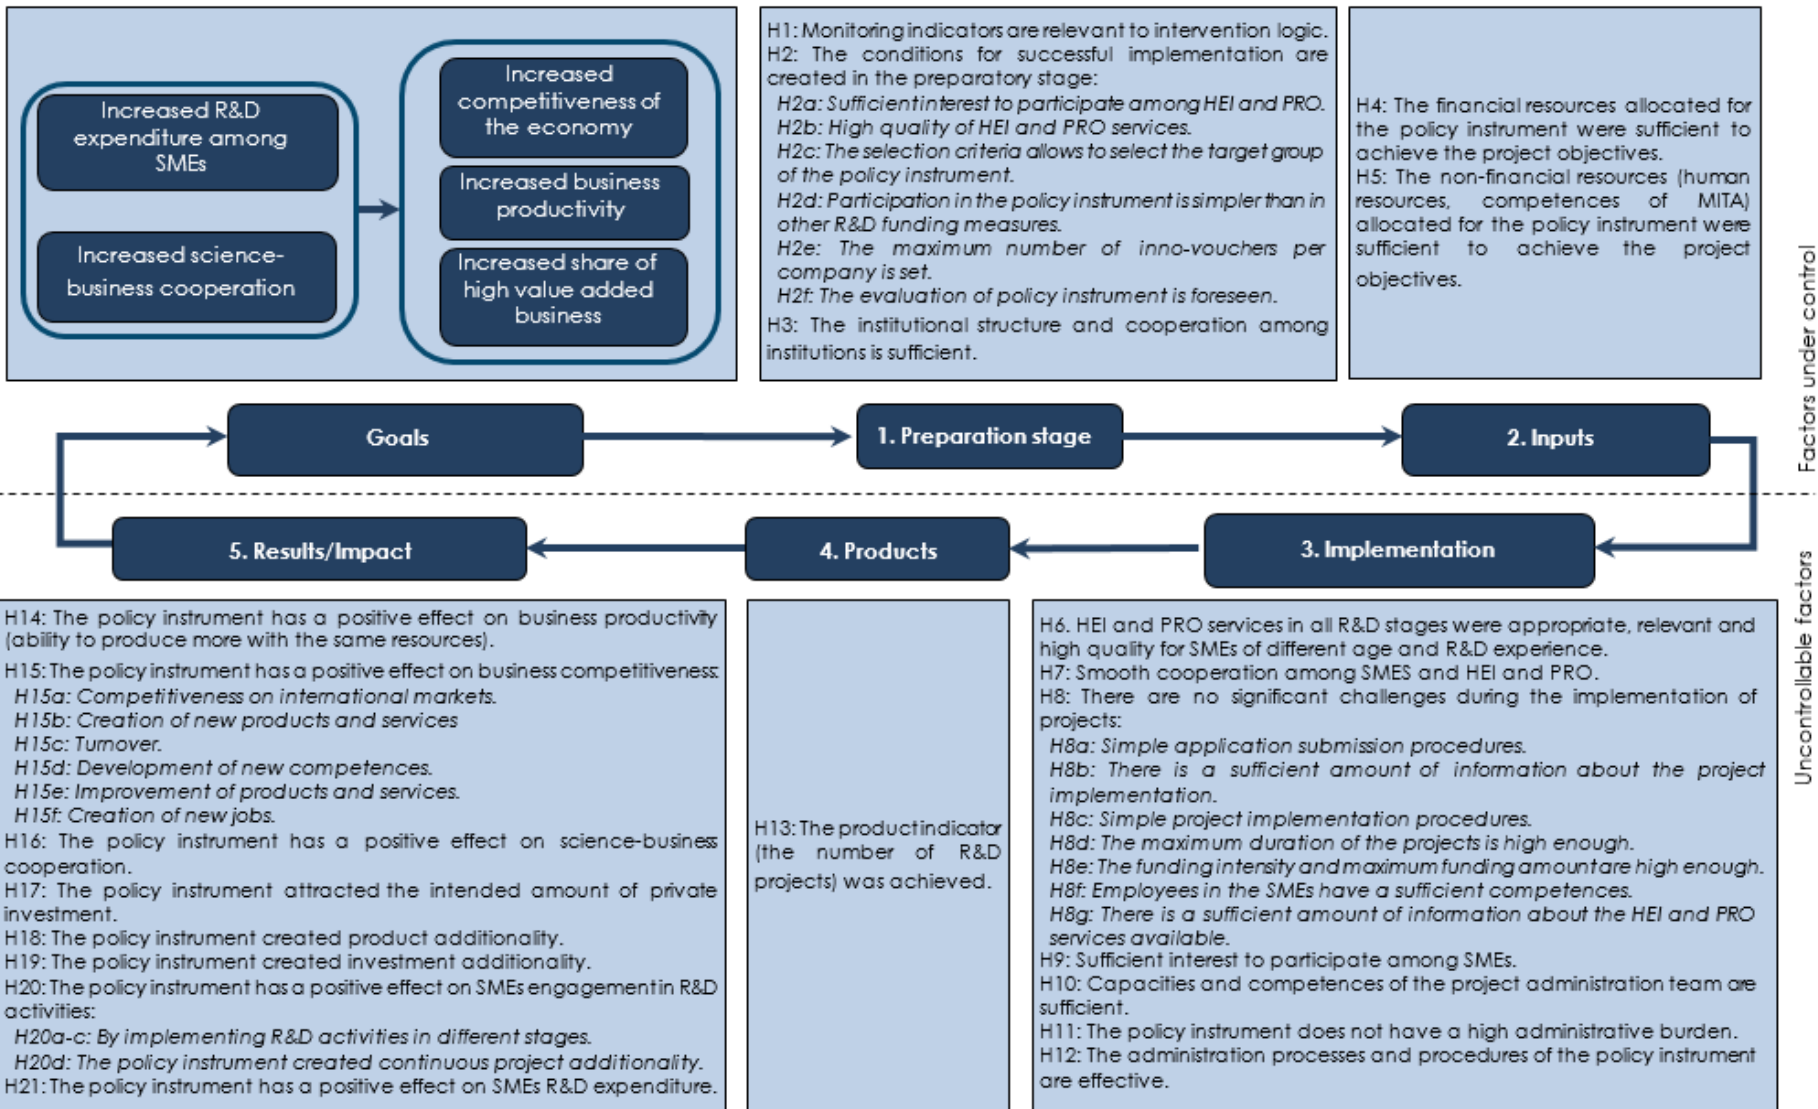 Increased R&D
expenditure among
SMEs
Increased science-
business cooperation
Increased
competitiveness of
the economy
Increased business
productivity
Increased share of
high value added
business
H1: Monitoring indicators are relevant to intervention logic.
H2: The conditions for successful implementation are
created in the preparatory stage:
H2a: Sufficient interest to participate among HEI and PRO.
H2b: High quality of HEI and PRO services.
H2c: The selection criteria allows to select the target group
of the policy instrument.
H2d: Participation in the policy instrument is simpler than in
other R&D funding measures.
H2e: The maximum number of inno-vouchers per
company is set.
H2f: The evaluation of policy instrument is foreseen.
H3: The institutional structure and cooperation among
institutions is sufficient.
H4: The financial resources allocated for
the policy instrument were sufficient to
achieve the project objectives.
H5: The non-financial resources (human
resources, competences of MITA)
allocated for the policy instrument were
sufficient to achieve the project
objectives.
Factors under control
Goals
1. Preparation stage
2. Inputs
5. Results/Impact
4. Products
3. Implementation
Uncontrollable factors
H14: The policy instrument has a positive effect on business productivity
(ability to produce more with the same resources).
H15: The policy instrument has a positive effect on business competitiveness:
H15a: Competitiveness on international markets.
H15b: Creation of new products and services
H15c: Turnover.
H15d: Development of new competences.
H15e: Improvement of products and services.
H15f: Creation of new jobs.
H16: The policy instrument has a positive effect on science-business
cooperation.
H17: The policy instrument attracted the intended amount of private
investment.
H18: The policy instrument created product additionality.
H19: The policy instrument created investment additionality.
H20: The policy instrument has a positive effect on SMEs engagement in R&D
activities:
H20a-c: By implementing R&D activities in different stages.
H20d: The policy instrument created continuous project additionality.
H21: The policy instrument has a positive effect on SMEs R&D expenditure.
H13: The product indicator
(the number of R&D
projects) was achieved.
H6. HEI and PRO services in all R&D stages were appropriate, relevant and
high quality for SMEs of different age and R&D experience.
H7: Smooth cooperation among SMES and HEI and PRO.
H8: There are no significant challenges during the implementation of
projects:
H8a: Simple application submission procedures.
H8b: There is a sufficient amount of information about the project
implementation.
H8c: Simple project implementation procedures.
H8d: The maximum duration of the projects is high enough.
H8e: The funding intensity and maximum funding amount are high enough.
H8f: Employees in the SMEs have a sufficient competences.
H8g: There is a sufficient amount of information about the HEI and PRO
services available.
H9: Sufficient interest to participate among SMEs.
H10: Capacities and competences of the project administration team are
sufficient.
H11: The policy instrument does not have a high administrative burden.
H12: The administration processes and procedures of the policy instrument
are effective.